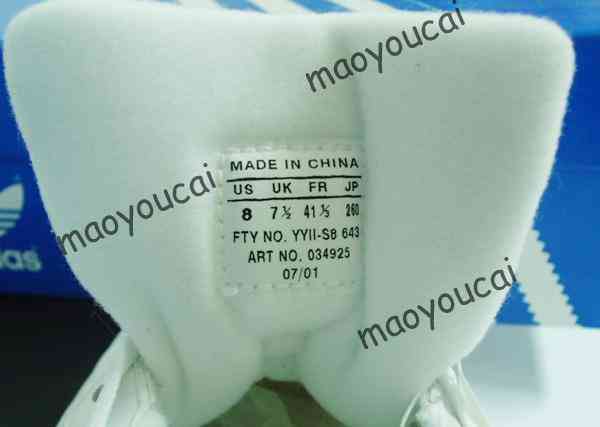 maoyoucai
MADE IN CHINA
US UK FR JP
8 7½ 41⅓ 260
FTY NO. YYII-S8 643
ART NO. 034925
07/01
maoyoucai
das
maoyoucai